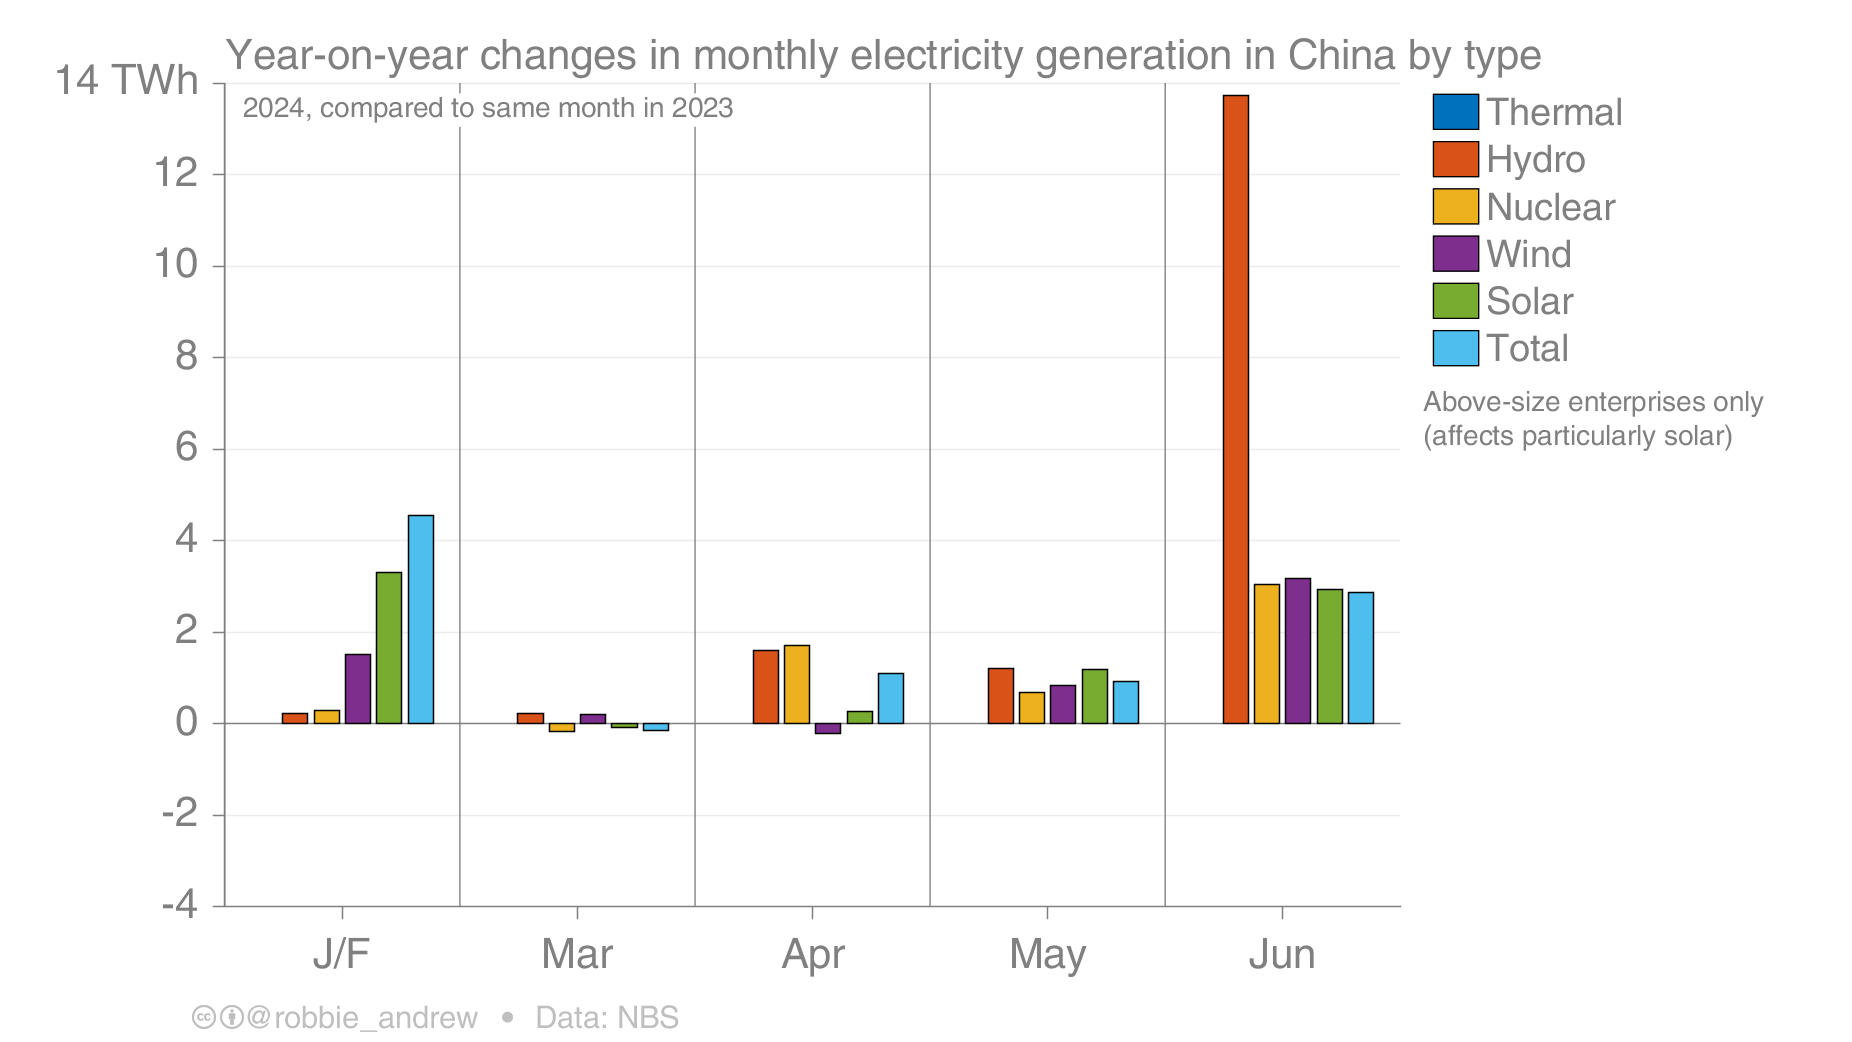 Year-on-year changes in monthly electricity generation in China by type
14 TWh
2024, compared to same month in 2023
12
10
8
6
4
2
0
-2
-4
J/F Mar Apr May Jun
Thermal
Hydro
Nuclear
Wind
Solar
Total
Above-size enterprises only
(affects particularly solar)
cc @robbie_andrew • Data: NBS